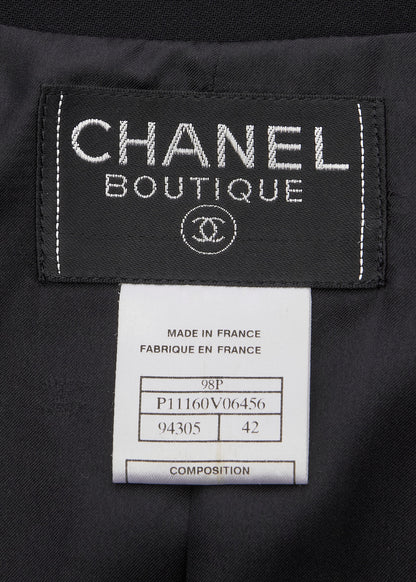 CHANEL
BOUTIQUE
MADE IN FRANCE
FABRIQUE EN FRANCE
98P
P11160V06456
94305 42
COMPOSITION